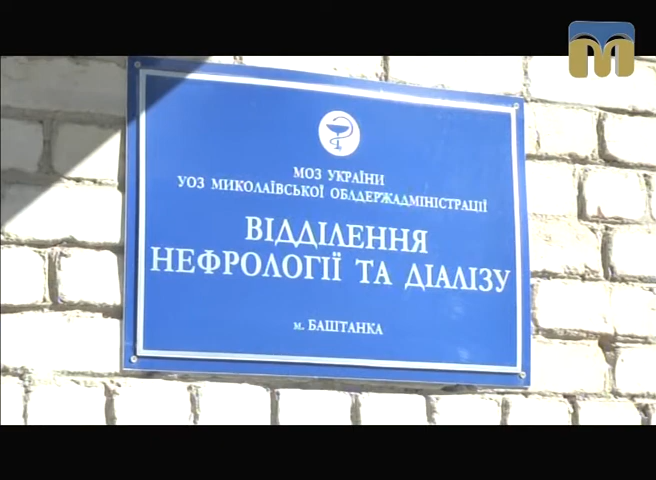 МОЗ УКРАЇНИ
УОЗ МИКОЛАЇВСЬКОЇ ОБЛДЕРЖАДМІНІСТРАЦІЇ
ВІДДІЛЕННЯ
НЕФРОЛОГІЇ ТА ДІАЛІЗУ
м. БАШТАНКА